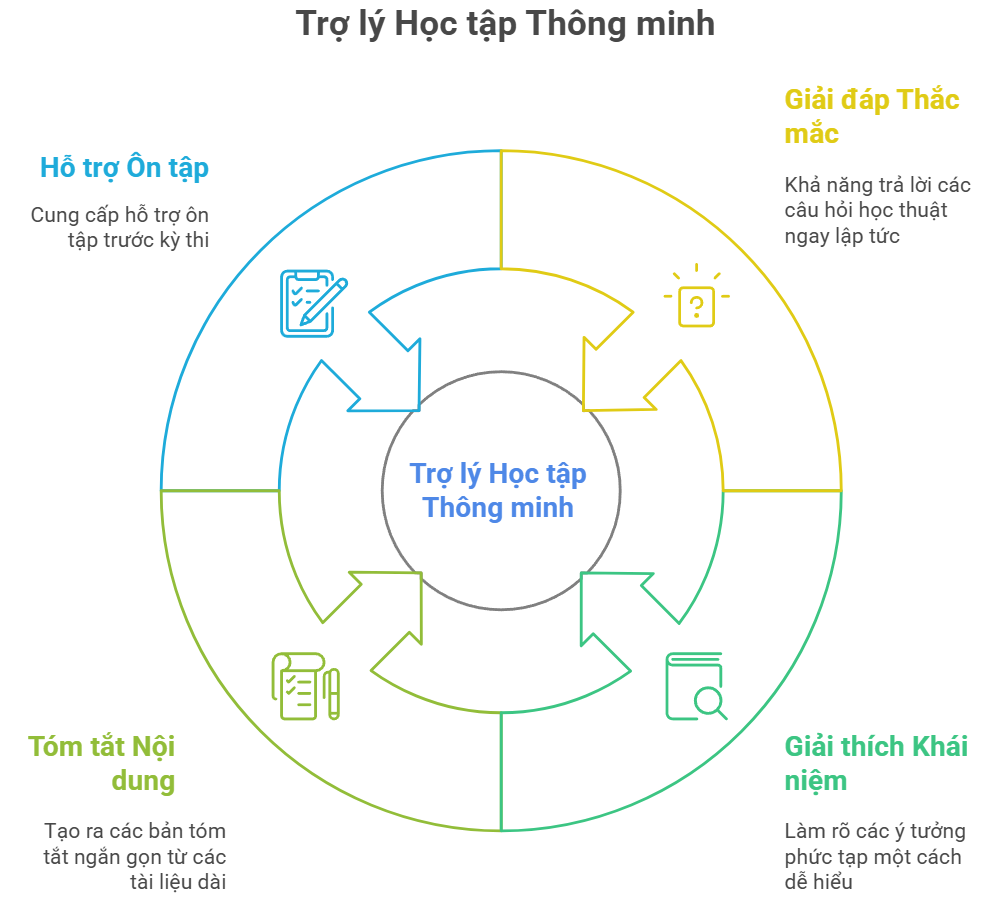 Trợ lý Học tập Thông minh
Hỗ trợ Ôn tập
Cung cấp hỗ trợ ôn
tập trước kỳ thi
Giải đáp Thắc
mắc
Khả năng trả lời các
câu hỏi học thuật
ngay lập tức
?
Trợ lý Học tập
Thông minh
Tóm tắt Nội
dung
Tạo ra các bản tóm
tắt ngắn gọn từ các
tài liệu dài
Giải thích Khái
niệm
Làm rõ các ý tưởng
phức tạp một cách
dễ hiểu